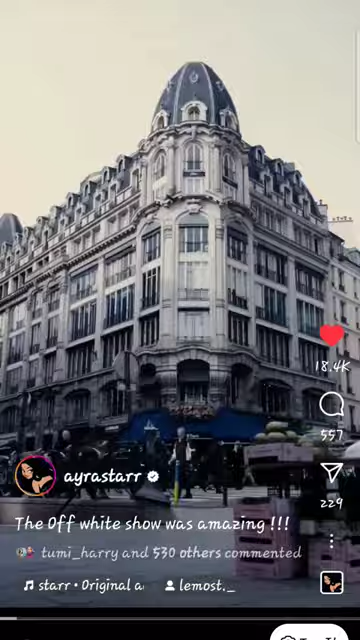 18.4K
557
ayrastarr
229
The Off white show was amazing !!!
tumi_harry and 530 others commented
starr • Original a
lemost._